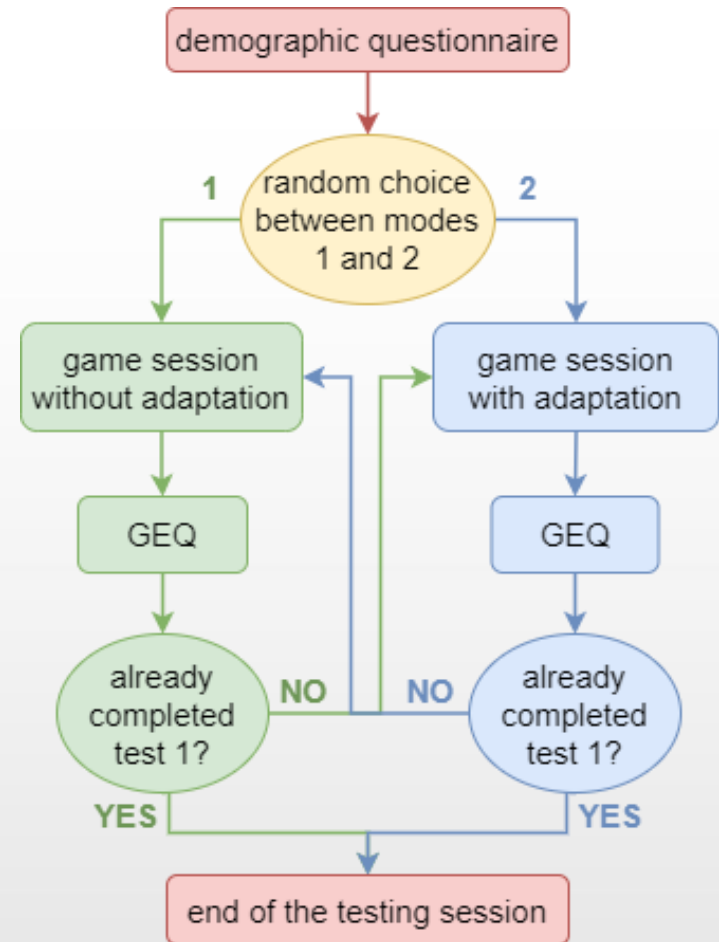 demographic questionnaire
1
random choice
between modes
1 and 2
2
game session
without adaptation
game session
with adaptation
GEQ
GEQ
already
completed
test 1?
NO
NO
already
completed
test 1?
YES
YES
end of the testing session